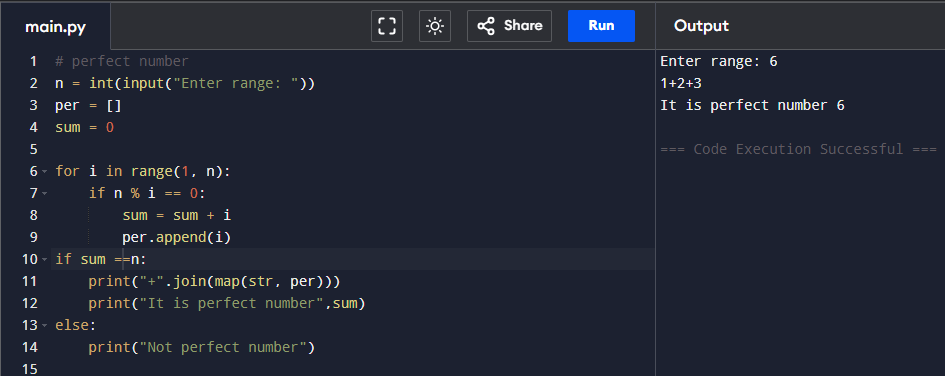 main.py
Share
Run
Output
1 # perfect number
2 n = int(input("Enter range: "))
3 per = []
4 sum = 0
5
6 for i in range(1, n):
7     if n % i == 0:
8         sum = sum + i
9         per.append(i)
10 if sum ==n:
11     print("+".join(map(str, per)))
12     print("It is perfect number",sum)
13 else:
14     print("Not perfect number")
15
Enter range: 6
1+2+3
It is perfect number 6
=== Code Execution Successful ===